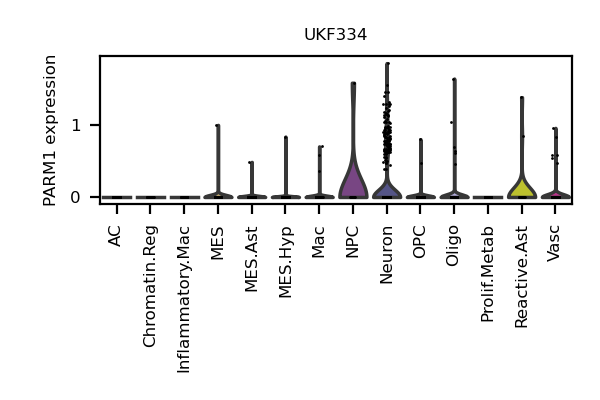 UKF334
PARM1 expression
1
0
AC
Chromatin.Reg
Inflammatory.Mac
MES
MES.Ast
MES.Hyp
Mac
NPC
Neuron
OPC
Oligo
Prolif.Metab
Reactive.Ast
Vasc